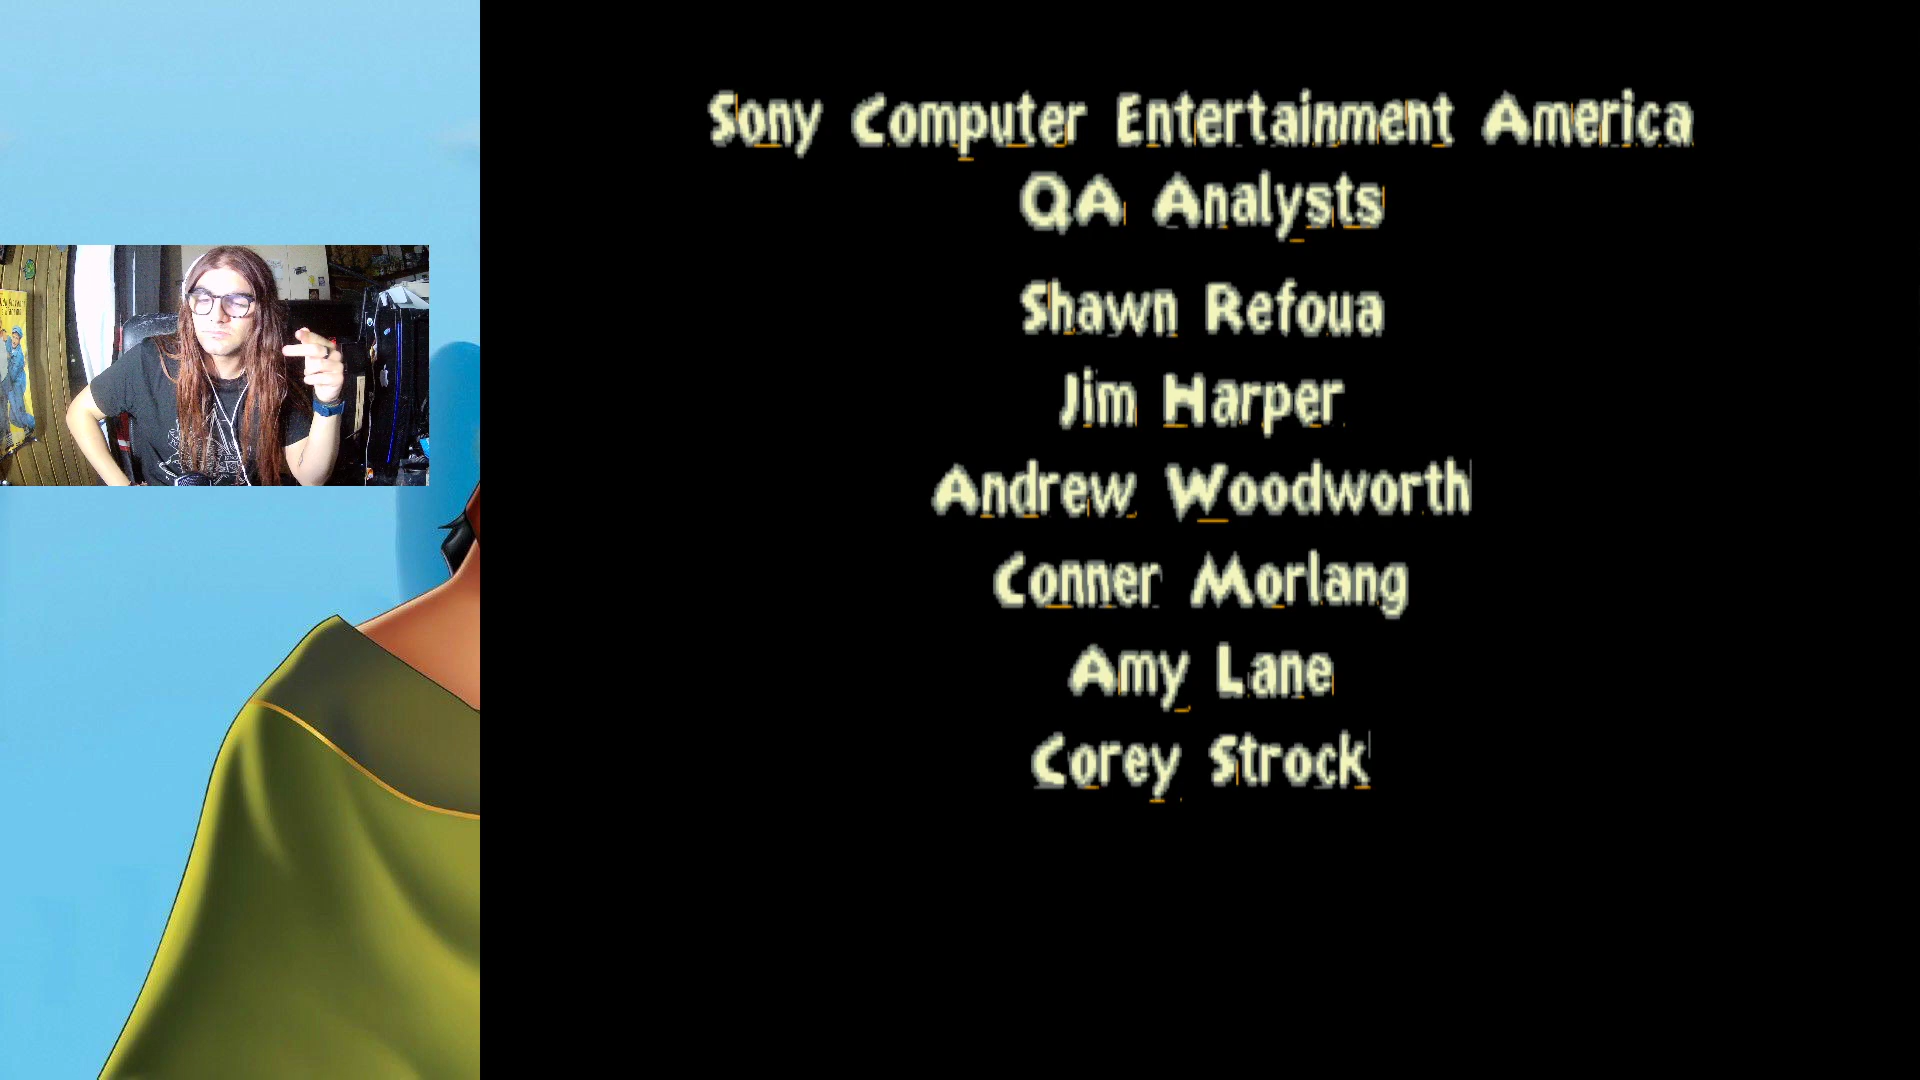 Sony Computer Entertainment America
QA Analysts
Shawn Refoua
Jim Harper
Andrew Woodworth
Conner Morlang
Amy Lane
Corey Strock